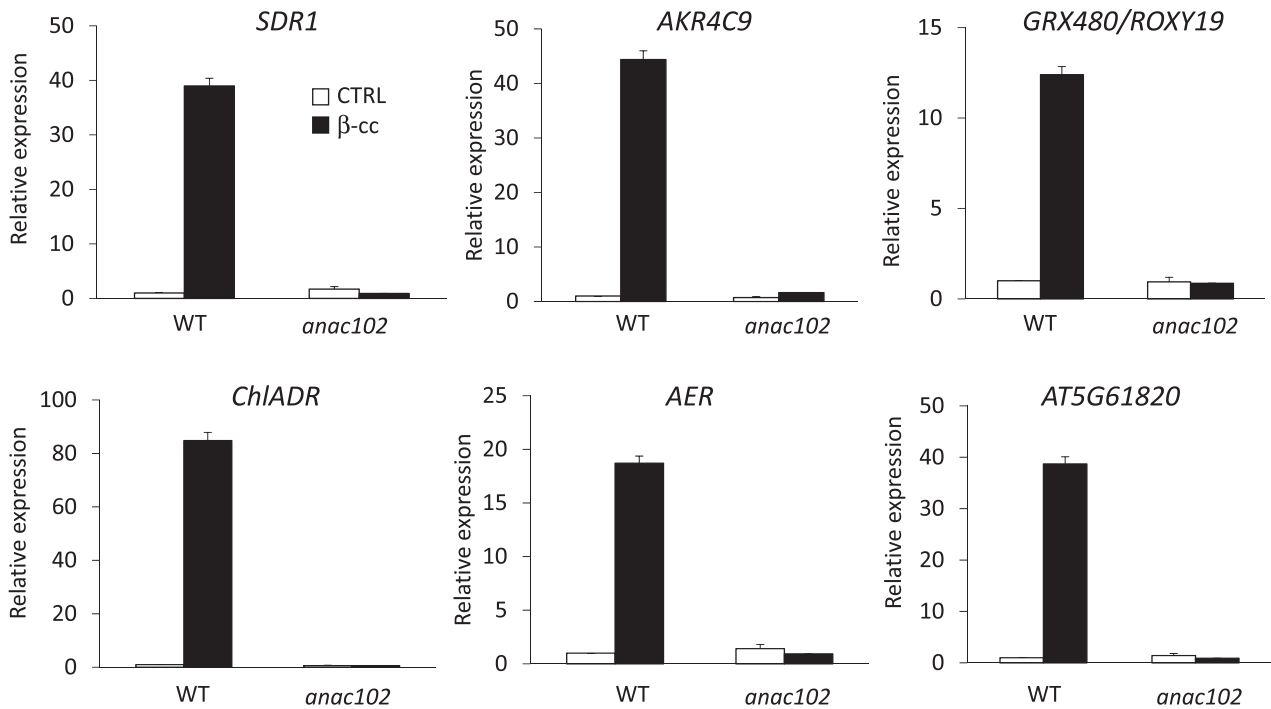 SDR1
50
40
30
20
10
0
Relative expression
CTRL
β-cc
WT
anac102
AKR4C9
50
40
30
20
10
0
Relative expression
WT
anac102
GRX480/ROXY19
15
10
5
0
Relative expression
WT
anac102
ChlADR
100
80
60
40
20
0
Relative expression
WT
anac102
AER
25
20
15
10
5
0
Relative expression
WT
anac102
AT5G61820
50
40
30
20
10
0
Relative expression
WT
anac102